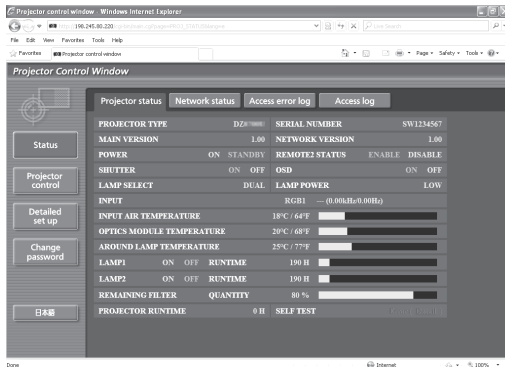 Projector control window - Windows Internet Explorer
File Edit View Favorites Tools Help
Favorites Projector control window
Page Safety Tools
Projector Control Window
Projector status Network status Access error log Access log
Status
Projector control
Detailed set up
Change password
日本語
PROJECTOR TYPE SERIAL NUMBER SW1234567
MAIN VERSION 1.00 NETWORK VERSION 1.00
POWER ON STANDBY REMOTE2 STATUS ENABLE DISABLE
SHUTTER ON OFF OSD ON OFF
LAMP SELECT DUAL LAMP POWER LOW
INPUT RGB1 — (0.00kHz/0.00Hz)
INPUT AIR TEMPERATURE 18°C / 64°F
OPTICS MODULE TEMPERATURE 20°C / 68°F
AROUND LAMP TEMPERATURE 25°C / 77°F
LAMP1 ON OFF RUNTIME 190 H
LAMP2 ON OFF RUNTIME 190 H
REMAINING FILTER QUANTITY 80 %
PROJECTOR RUNTIME 0 H SELF TEST
Done Internet 100%